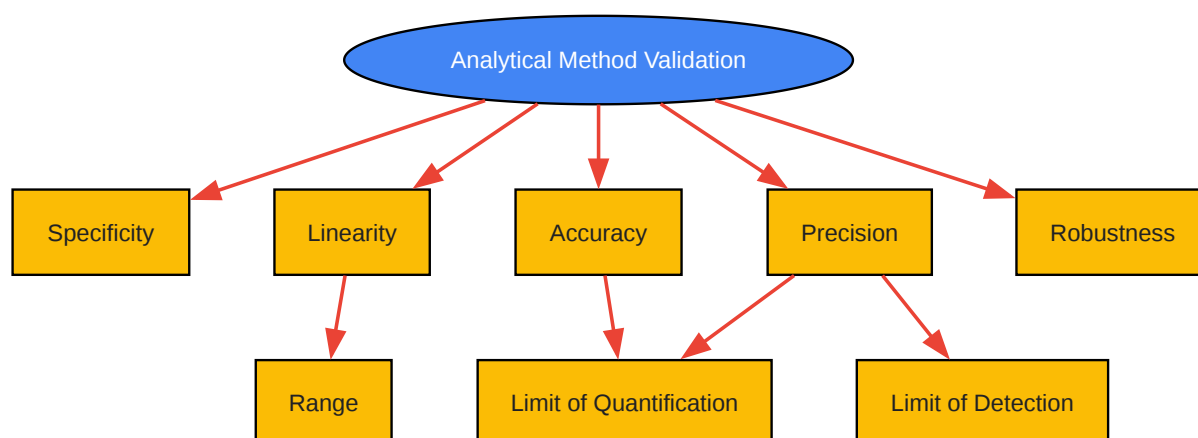 Analytical Method Validation
Specificity
Linearity
Accuracy
Precision
Robustness
Range
Limit of Quantification
Limit of Detection